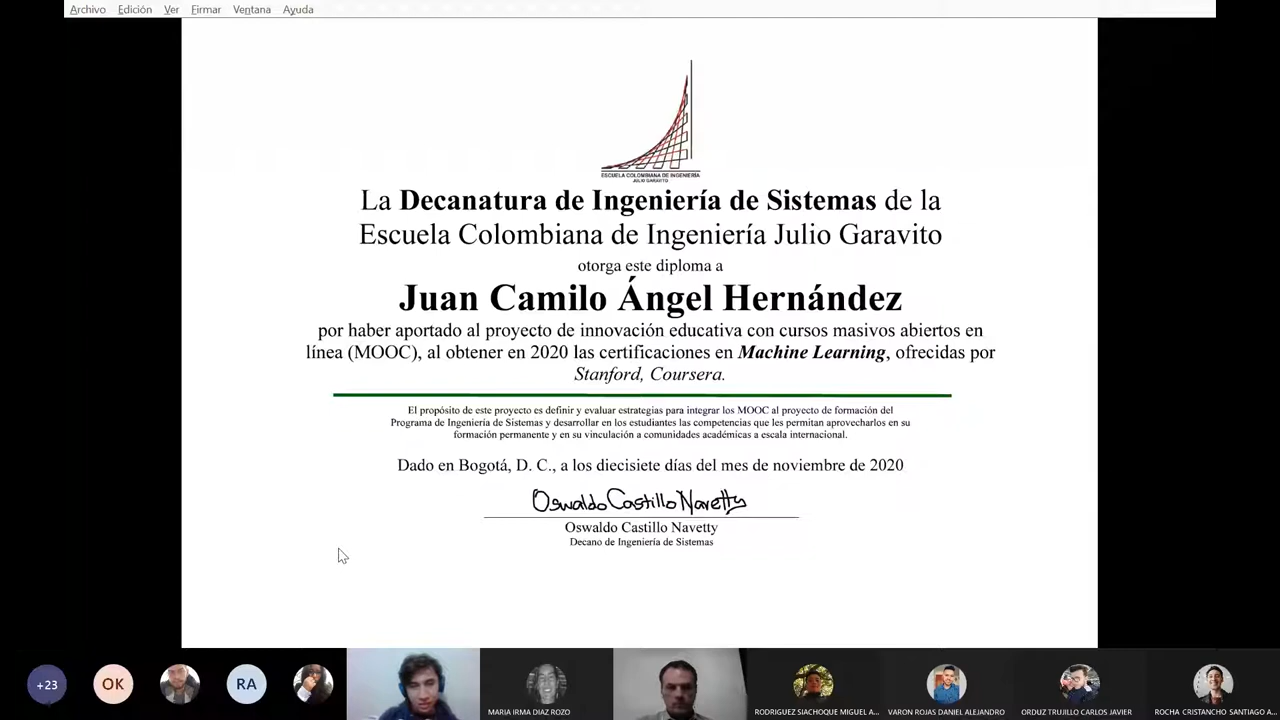 Archivo Edición Ver Firmar Ventana Ayuda
ESCUELA COLOMBIANA DE INGENIERÍA
JULIO GARAVITO
La Decanatura de Ingeniería de Sistemas de la
Escuela Colombiana de Ingeniería Julio Garavito
otorga este diploma a
Juan Camilo Ángel Hernández
por haber aportado al proyecto de innovación educativa con cursos masivos abiertos en
línea (MOOC), al obtener en 2020 las certificaciones en Machine Learning, ofrecidas por
Stanford, Coursera.
El propósito de este proyecto es definir y evaluar estrategias para integrar los MOOC al proyecto de formación del
Programa de Ingeniería de Sistemas y desarrollar en los estudiantes las competencias que les permitan aprovecharlos en su
formación permanente y en su vinculación a comunidades académicas a escala internacional.
Dado en Bogotá, D. C., a los diecisiete días del mes de noviembre de 2020
Oswaldo Castillo Navetty
Oswaldo Castillo Navetty
Decano de Ingeniería de Sistemas
+23 OK RA
MARIA IRMA DIAZ ROZO RODRIGUEZ SIACHOQUE MIGUEL A... VARON ROJAS DANIEL ALEJANDRO ORDUZ TRUJILLO CARLOS JAVIER ROCHA CRISTANCHO SANTIAGO A...